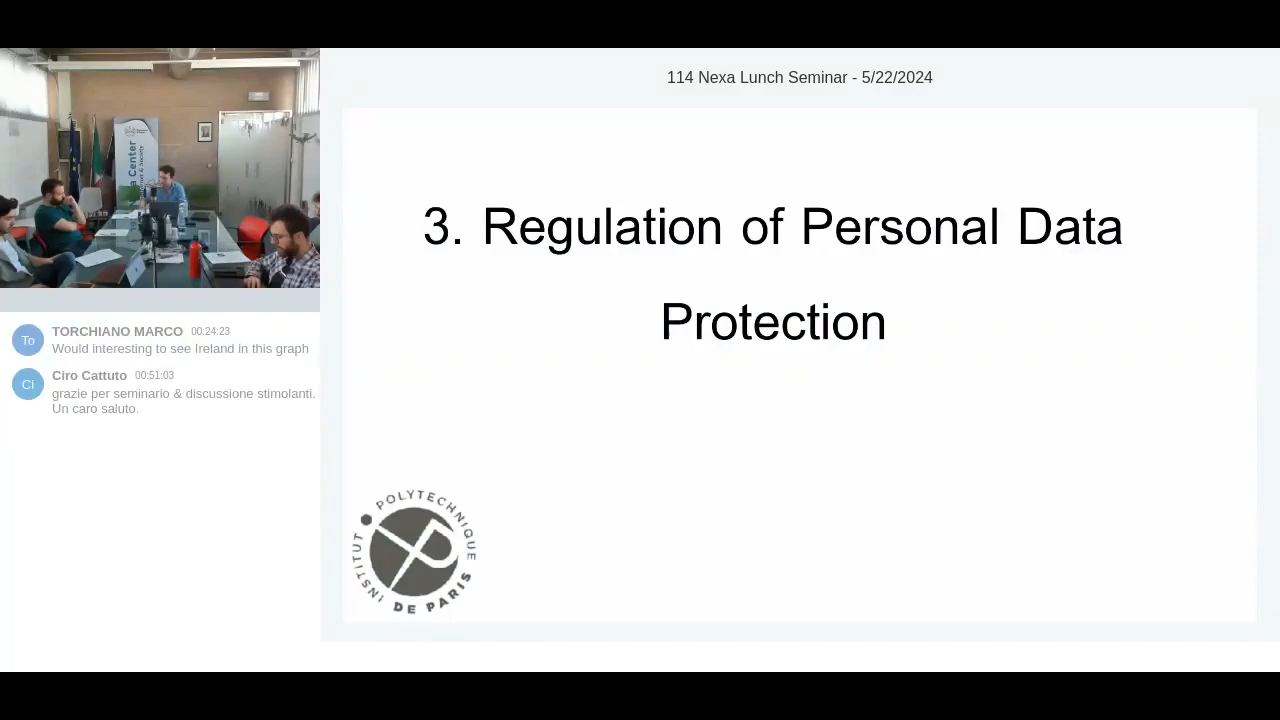 114 Nexa Lunch Seminar - 5/22/2024
3. Regulation of Personal Data
Protection
INSTITUT POLYTECHNIQUE
DE PARIS
a Center
To
TORCHIANO MARCO 00:24:23
Would interesting to see Ireland in this graph
CI
Ciro Cattuto 00:51:03
grazie per seminario & discussione stimolanti.
Un caro saluto.